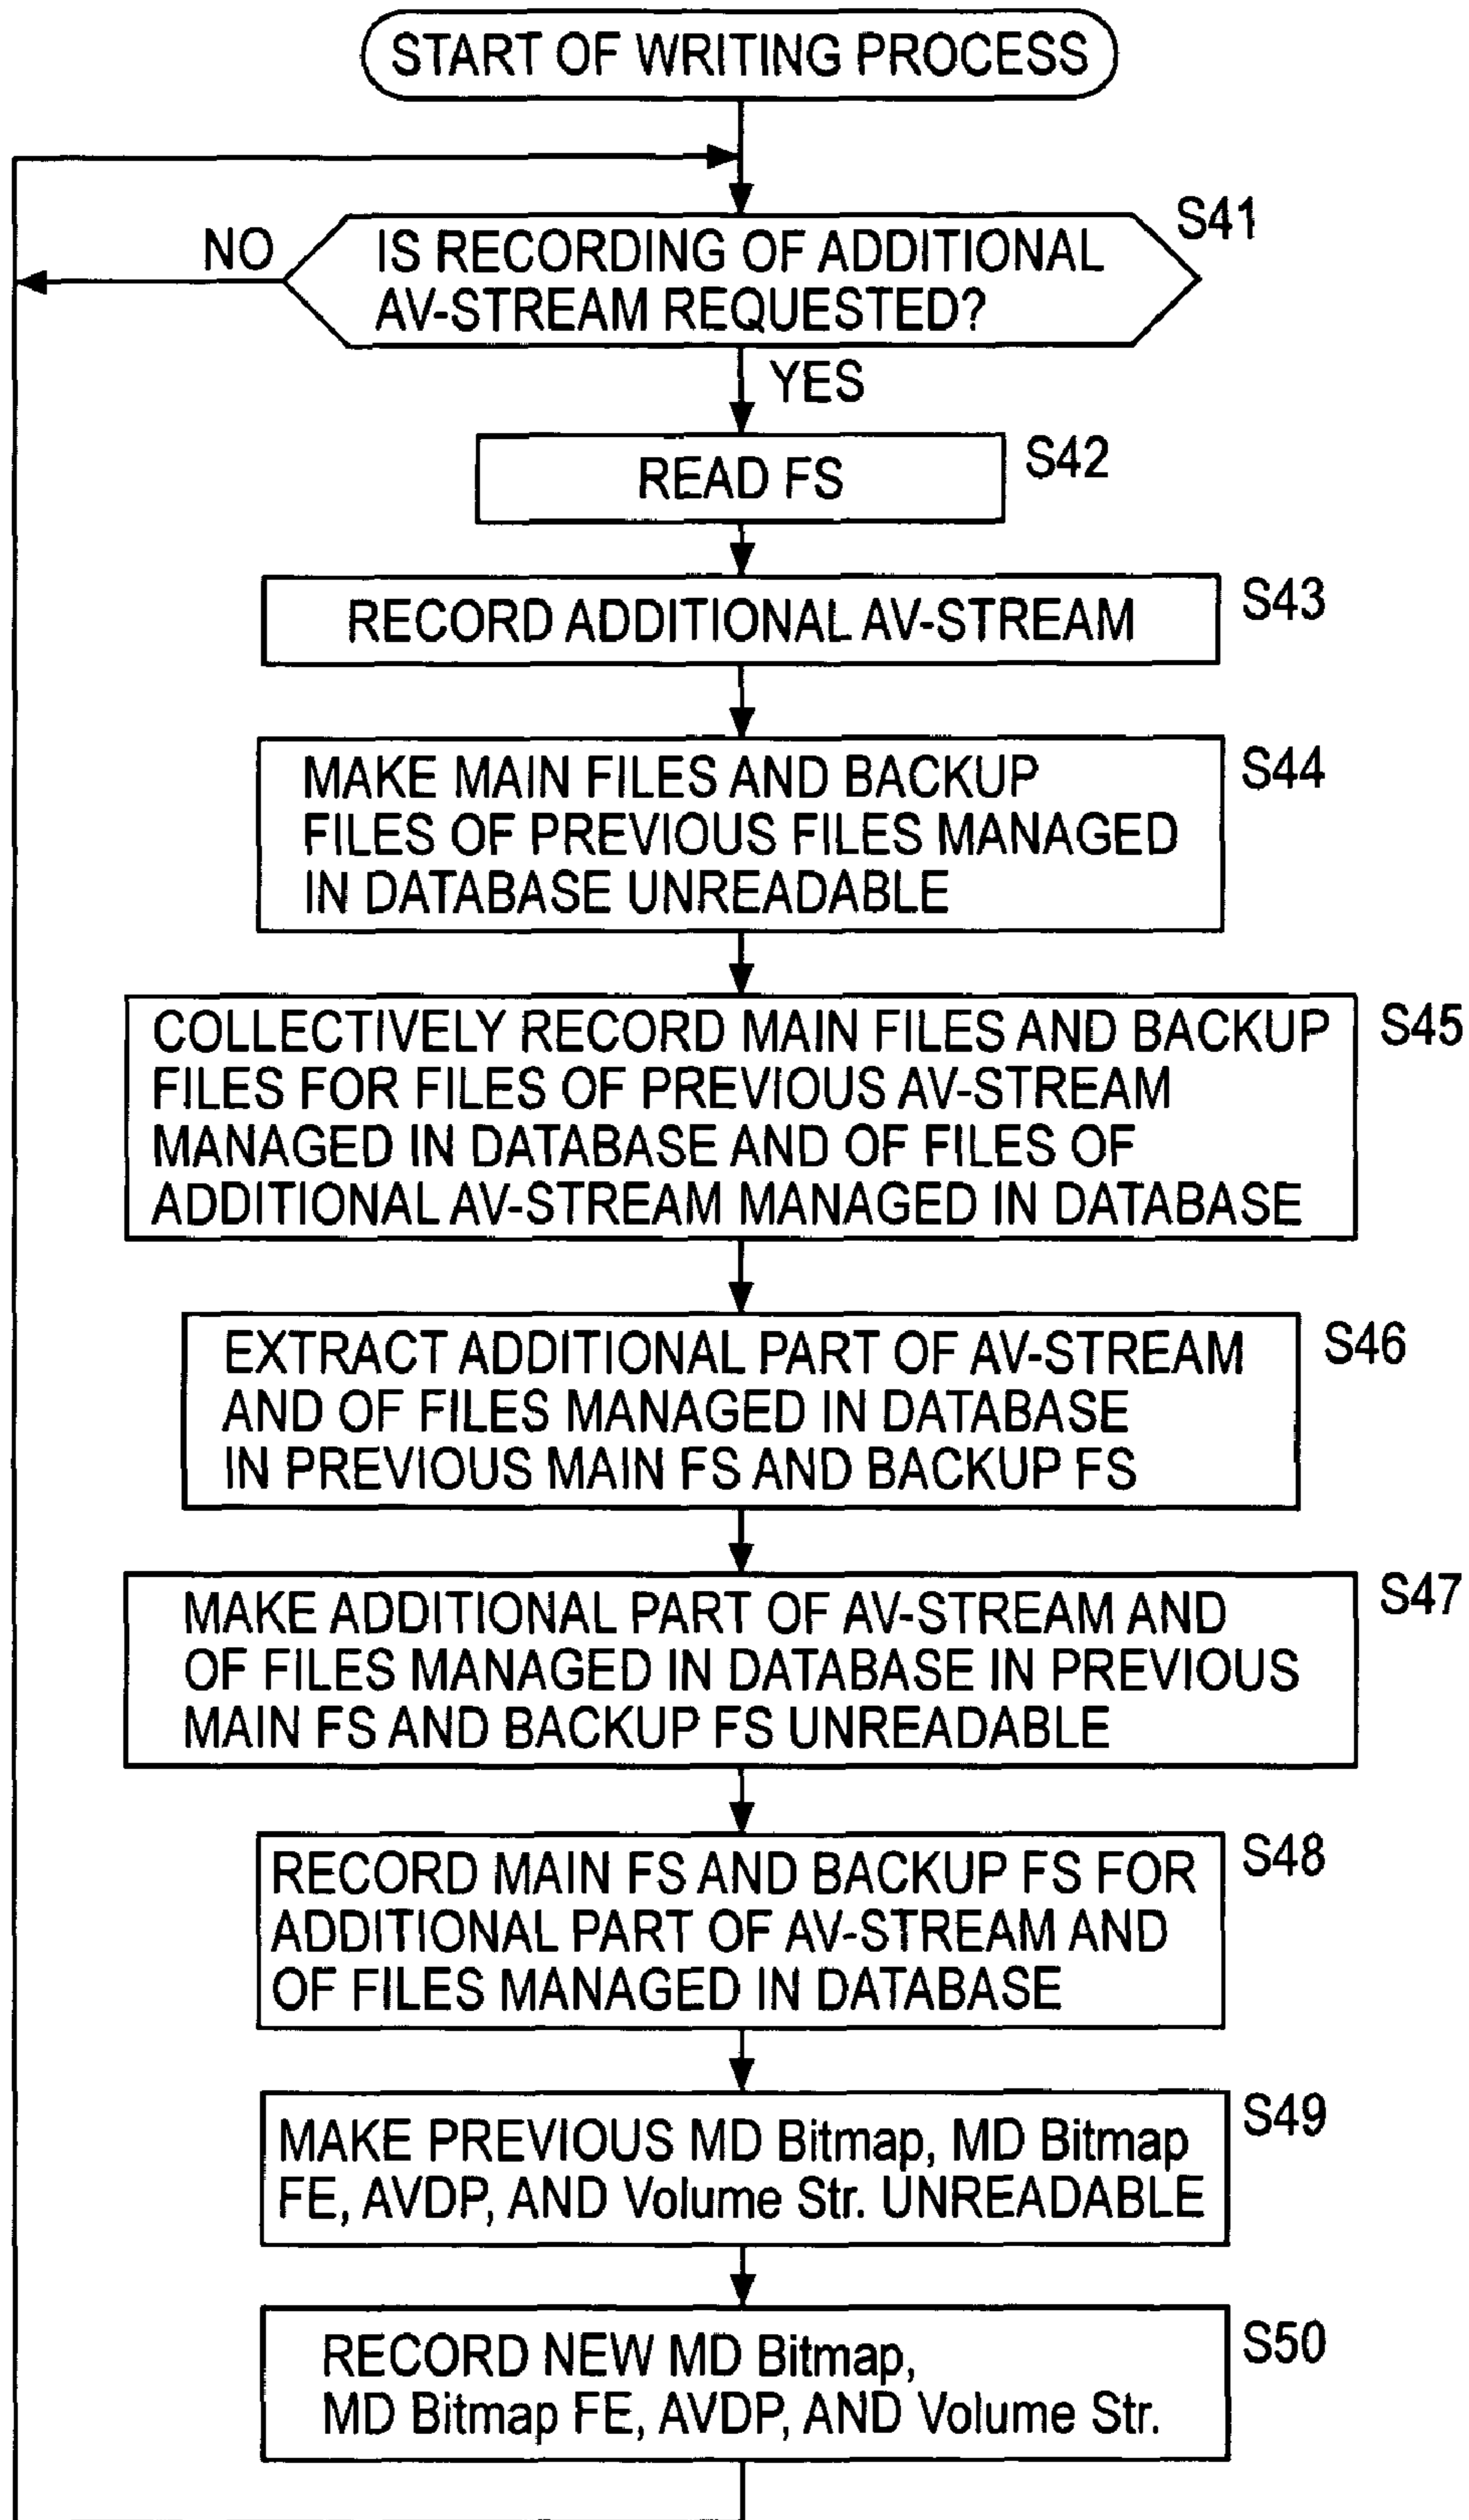 START OF WRITING PROCESS
S41
NO
IS RECORDING OF ADDITIONAL
AV-STREAM REQUESTED?
YES
READ FS
S42
RECORD ADDITIONAL AV-STREAM
S43
MAKE MAIN FILES AND BACKUP
FILES OF PREVIOUS FILES MANAGED
IN DATABASE UNREADABLE
S44
COLLECTIVELY RECORD MAIN FILES AND BACKUP
FILES FOR FILES OF PREVIOUS AV-STREAM
MANAGED IN DATABASE AND OF FILES OF
ADDITIONAL AV-STREAM MANAGED IN DATABASE
S45
EXTRACT ADDITIONAL PART OF AV-STREAM
AND OF FILES MANAGED IN DATABASE
IN PREVIOUS MAIN FS AND BACKUP FS
S46
MAKE ADDITIONAL PART OF AV-STREAM AND
OF FILES MANAGED IN DATABASE IN PREVIOUS
MAIN FS AND BACKUP FS UNREADABLE
S47
RECORD MAIN FS AND BACKUP FS FOR
ADDITIONAL PART OF AV-STREAM AND
OF FILES MANAGED IN DATABASE
S48
MAKE PREVIOUS MD Bitmap, MD Bitmap
FE, AVDP, AND Volume Str. UNREADABLE
S49
RECORD NEW MD Bitmap,
MD Bitmap FE, AVDP, AND Volume Str.
S50